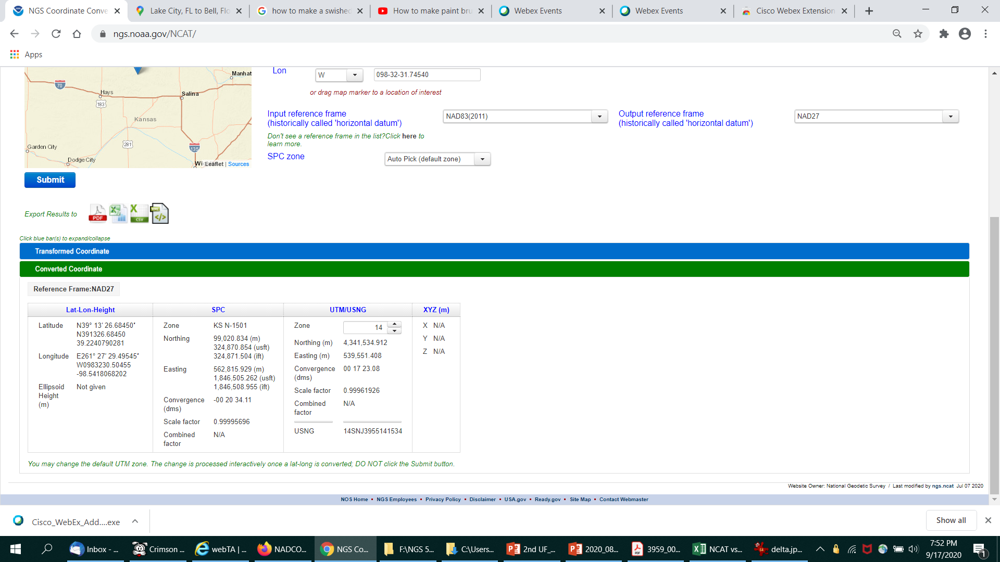 NGS Coordinate Conve
Lake City, FL to Bell, Flo
how to make a swished
How to make paint bru
Webex Events
Webex Events
Cisco Webex Extension
ngs.noaa.gov/NCAT/
Apps
Manhat
70
Hays
183
Salina
Kansas
281
135
Garden City
Dodge City
Wi
Leaflet | Sources
Lon
W
098-32-31.74540
or drag map marker to a location of interest
Input reference frame
(historically called 'horizontal datum')
NAD83(2011)
Output reference frame
(historically called 'horizontal datum')
NAD27
Don't see a reference frame in the list?Click here to
learn more.
SPC zone
Auto Pick (default zone)
Submit
Export Results to
PDF
CSV
XML
Click blue bar(s) to expand/collapse
Transformed Coordinate
Converted Coordinate
Reference Frame:NAD27
Lat-Lon-Height
Latitude
N39° 13' 26.68450"
N391326.68450
39.2240790281
Longitude
E261° 27' 29.49545"
W0983230.50455
-98.5418068202
Ellipsoid
Height
(m)
Not given
SPC
Zone
KS N-1501
Northing
99,020.834 (m)
324,870.854 (usft)
324,871.504 (ift)
Easting
562,815.929 (m)
1,846,505.262 (usft)
1,846,508.955 (ift)
Convergence
(dms)
-00 20 34.11
Scale factor
0.99995696
Combined
factor
N/A
UTM/USNG
Zone
14
Northing (m)
4,341,534.912
Easting (m)
539,551.408
Convergence
(dms)
00 17 23.08
Scale factor
0.99961926
Combined
factor
N/A
USNG
14SNJ3955141534
XYZ (m)
X N/A
Y N/A
Z N/A
You may change the default UTM zone. The change is processed interactively once a lat-long is converted; DO NOT click the Submit button.
Website Owner: National Geodetic Survey / Last modified by ngs.ncat Jul 07 2020
NOS Home ▪ NGS Employees ▪ Privacy Policy ▪ Disclaimer ▪ USA.gov ▪ Ready.gov ▪ Site Map ▪ Contact Webmaster
Cisco_WebEx_Add....exe
Show all
Inbox - ...
Crimson ...
webTA | ...
NADCO...
NGS Co...
F:\NGS 5...
C:\Users...
2nd UF_...
2020_08...
3959_00...
NCAT vs...
delta.jp...
7:52 PM
9/17/2020
1